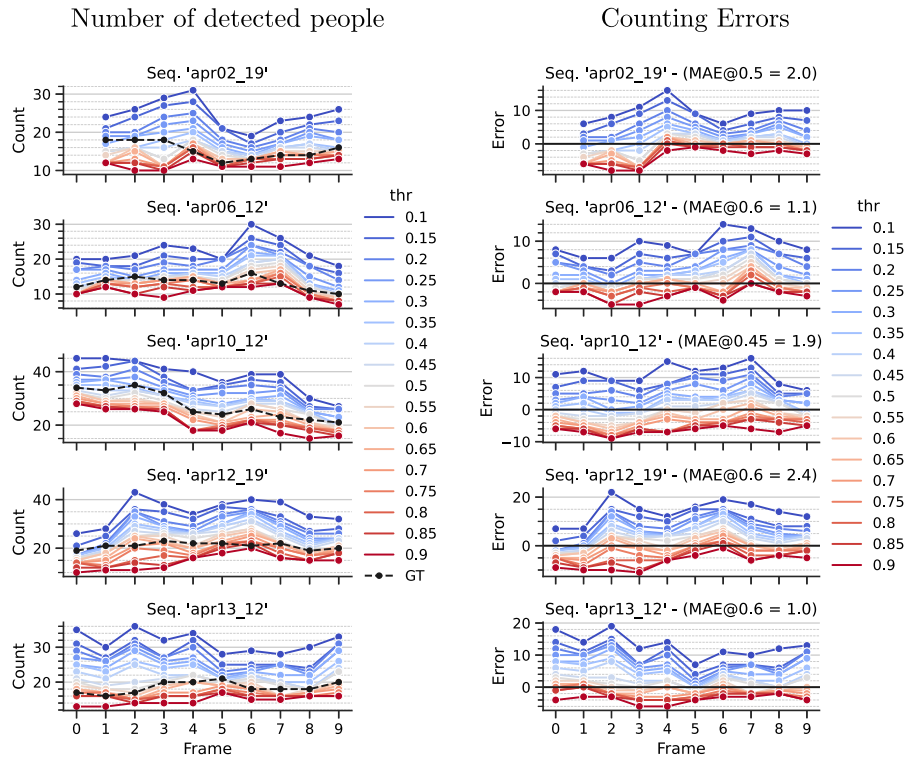 Number of detected people
Counting Errors
Seq. 'apr02_19'
Count
30
20
10
Seq. 'apr06_12'
Count
30
20
10
Seq. 'apr10_12'
Count
40
20
Seq. 'apr12_19'
Count
40
20
Seq. 'apr13_12'
Count
30
20
0 1 2 3 4 5 6 7 8 9
Frame
thr
0.1
0.15
0.2
0.25
0.3
0.35
0.4
0.45
0.5
0.55
0.6
0.65
0.7
0.75
0.8
0.85
0.9
GT
Seq. 'apr02_19' - (MAE@0.5 = 2.0)
Error
10
0
Seq. 'apr06_12' - (MAE@0.6 = 1.1)
Error
10
0
Seq. 'apr10_12' - (MAE@0.45 = 1.9)
Error
10
0
−10
Seq. 'apr12_19' - (MAE@0.6 = 2.4)
Error
20
0
Seq. 'apr13_12' - (MAE@0.6 = 1.0)
Error
20
10
0
0 1 2 3 4 5 6 7 8 9
Frame
thr
0.1
0.15
0.2
0.25
0.3
0.35
0.4
0.45
0.5
0.55
0.6
0.65
0.7
0.75
0.8
0.85
0.9